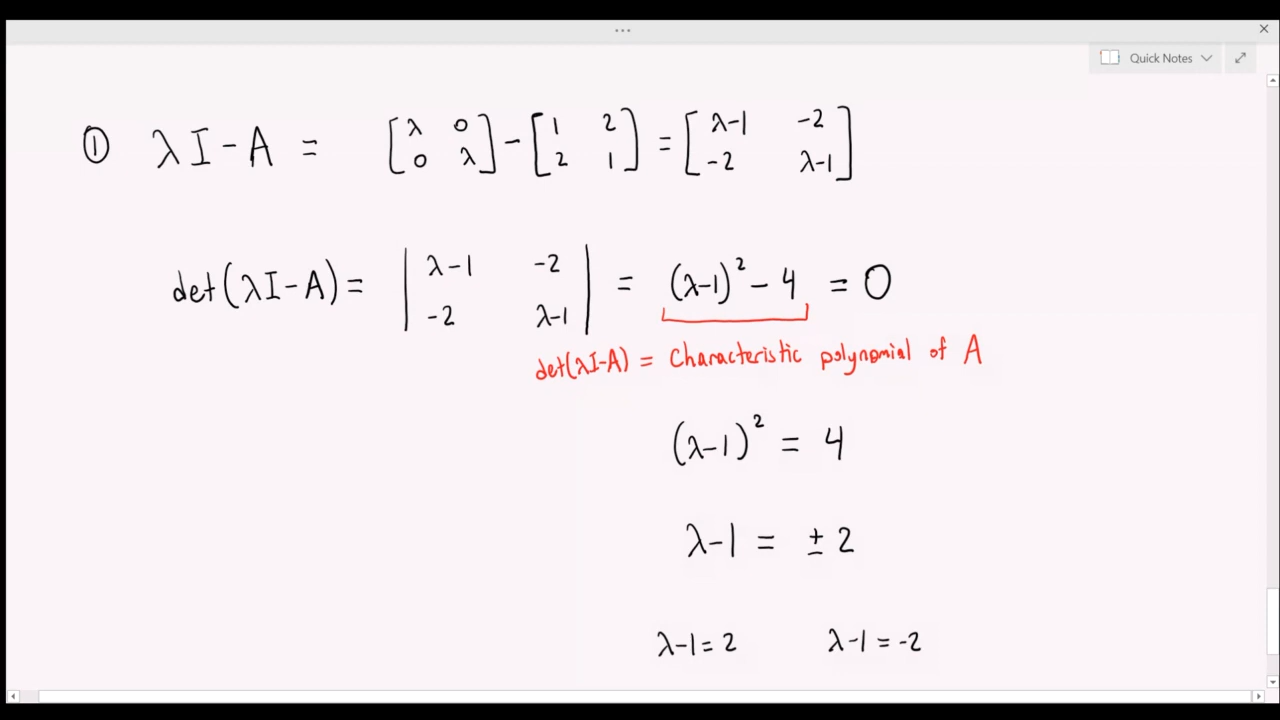 ...
Quick Notes
① λI-A = [λ 0; 0 λ] - [1 2; 2 1] = [λ-1 -2; -2 λ-1]
det(λI-A) = |λ-1 -2; -2 λ-1| = (λ-1)² - 4 = 0
det(λI-A) = Characteristic polynomial of A
(λ-1)² = 4
λ-1 = ± 2
λ-1 = 2 λ-1 = -2